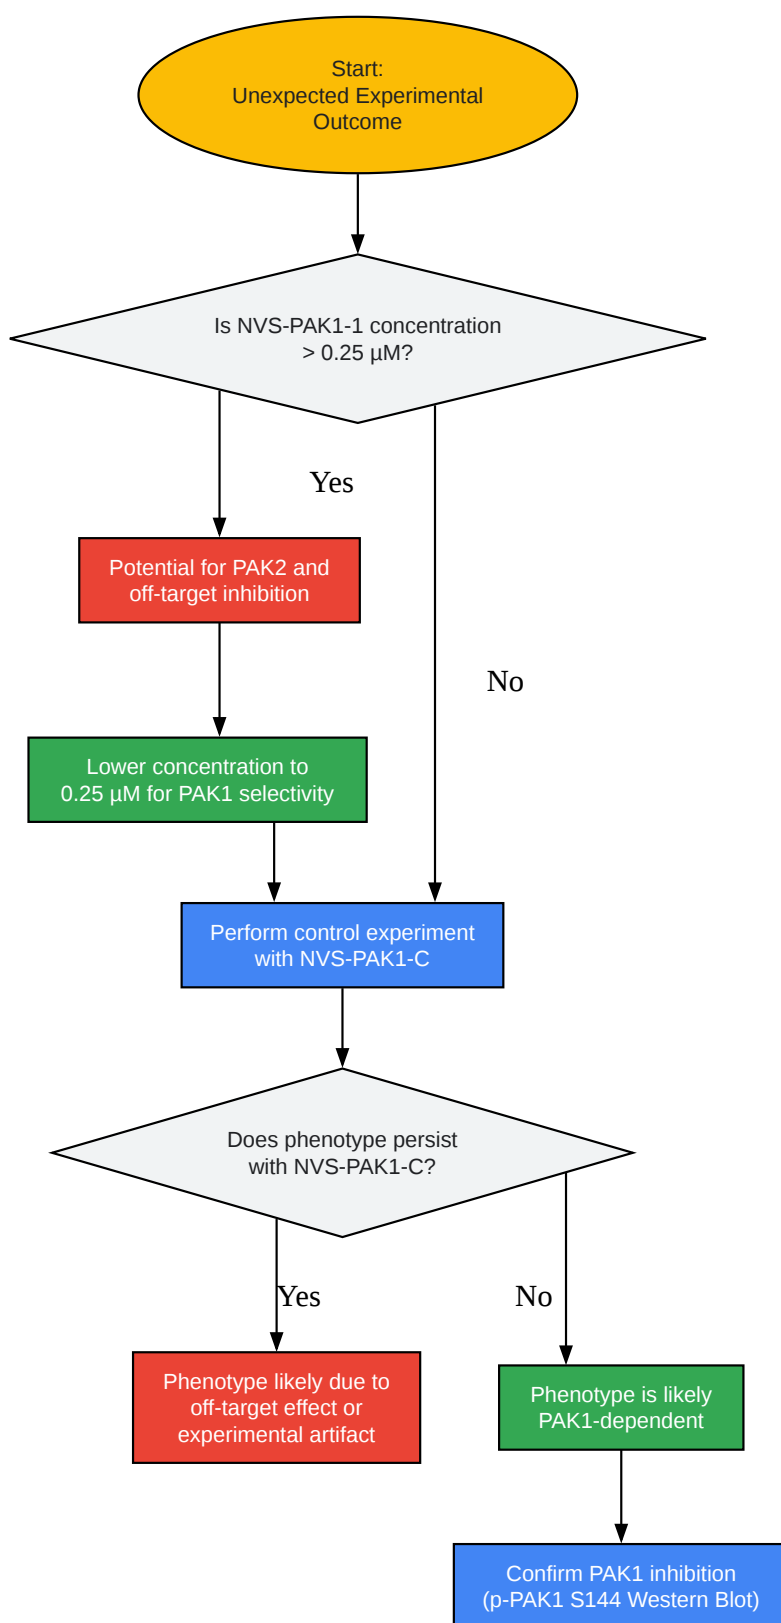 Start:
Unexpected Experimental
Outcome
Is NVS-PAK1-1 concentration
> 0.25 µM?
Yes
Potential for PAK2 and
off-target inhibition
No
Lower concentration to
0.25 µM for PAK1 selectivity
Perform control experiment
with NVS-PAK1-C
Does phenotype persist
with NVS-PAK1-C?
Yes
No
Phenotype likely due to
off-target effect or
experimental artifact
Phenotype is likely
PAK1-dependent
Confirm PAK1 inhibition
(p-PAK1 S144 Western Blot)